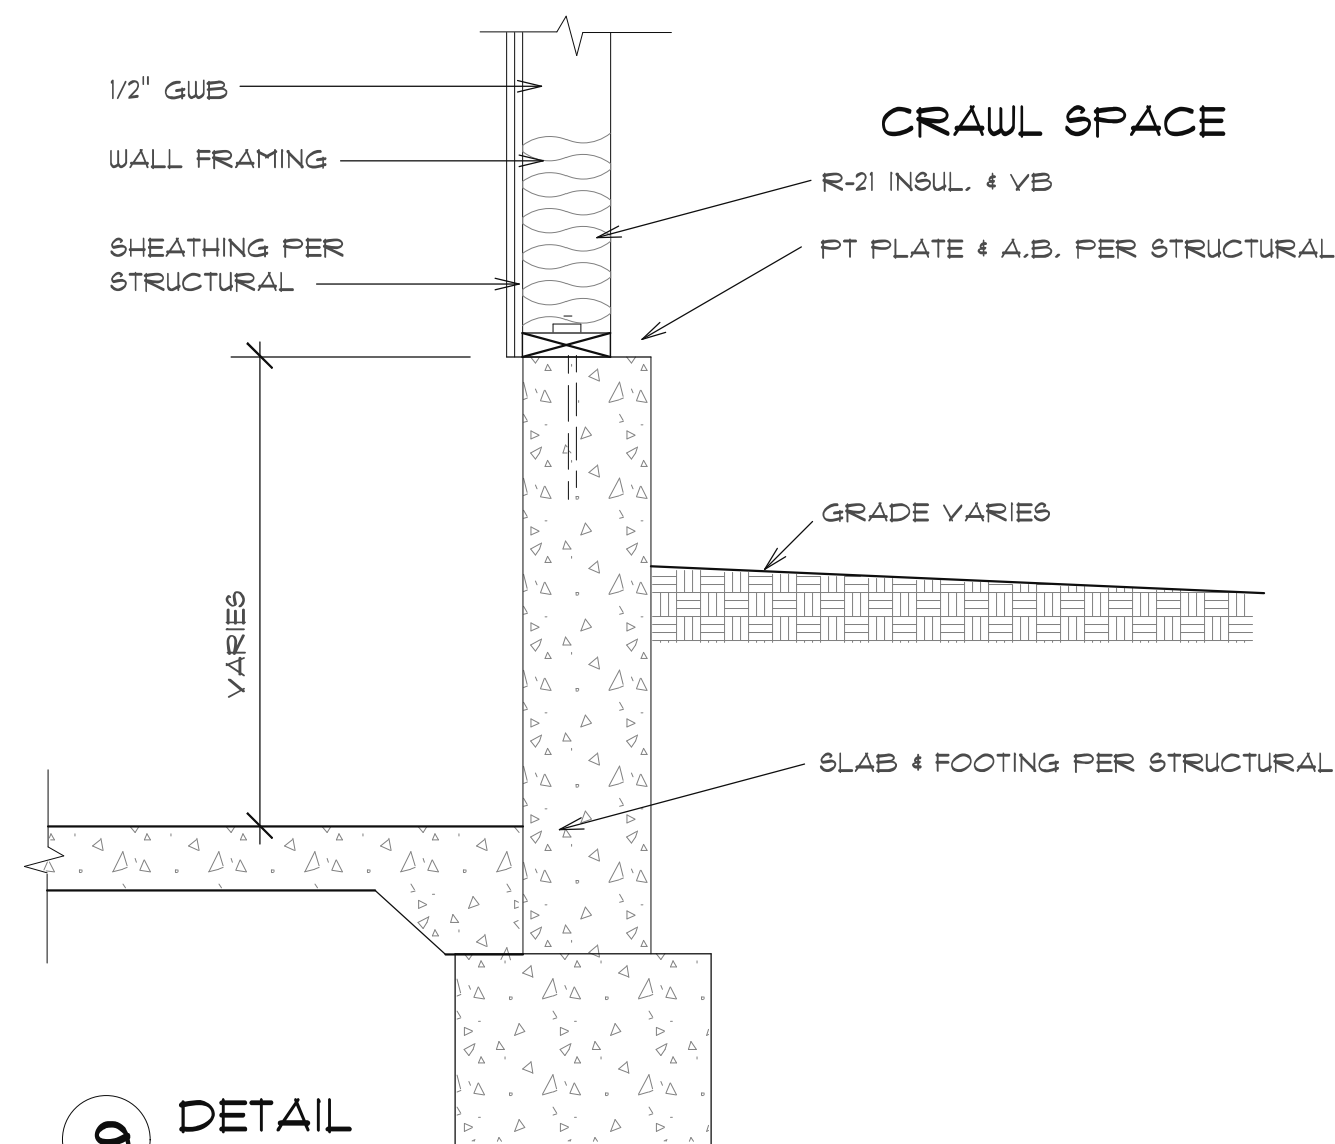 1/2" GWB
CRAWL SPACE
WALL FRAMING
R-21 INSUL. & VB
SHEATHING PER
STRUCTURAL
PT PLATE & A.B. PER STRUCTURAL
GRADE VARIES
VARIES
SLAB & FOOTING PER STRUCTURAL
DETAIL